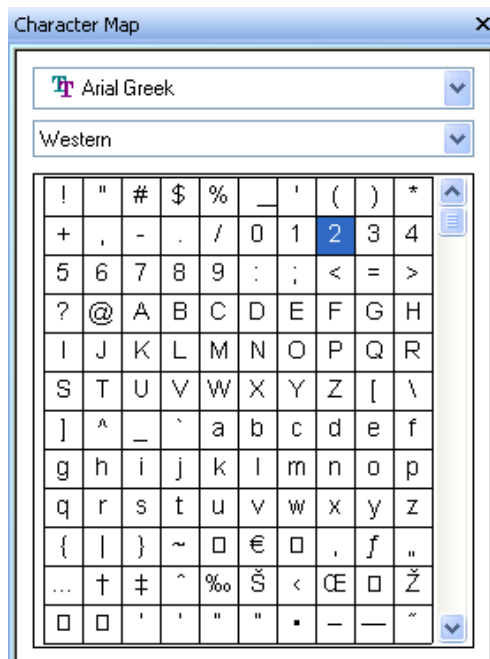 Character Map
Arial Greek
Western
! " # $ % _ ' ( ) *
+ , - . / 0 1 2 3 4
5 6 7 8 9 : ; < = >
? @ A B C D E F G H
I J K L M N O P Q R
S T U V W X Y Z [ \
] ^ _ ` a b c d e f
g h i j k l m n o p
q r s t u v w x y z
{ | } ~ □ € □ ‚ ƒ „
… † ‡ ˆ ‰ Š ‹ Œ □ Ž
□ □ ' ' " " • – — ˜